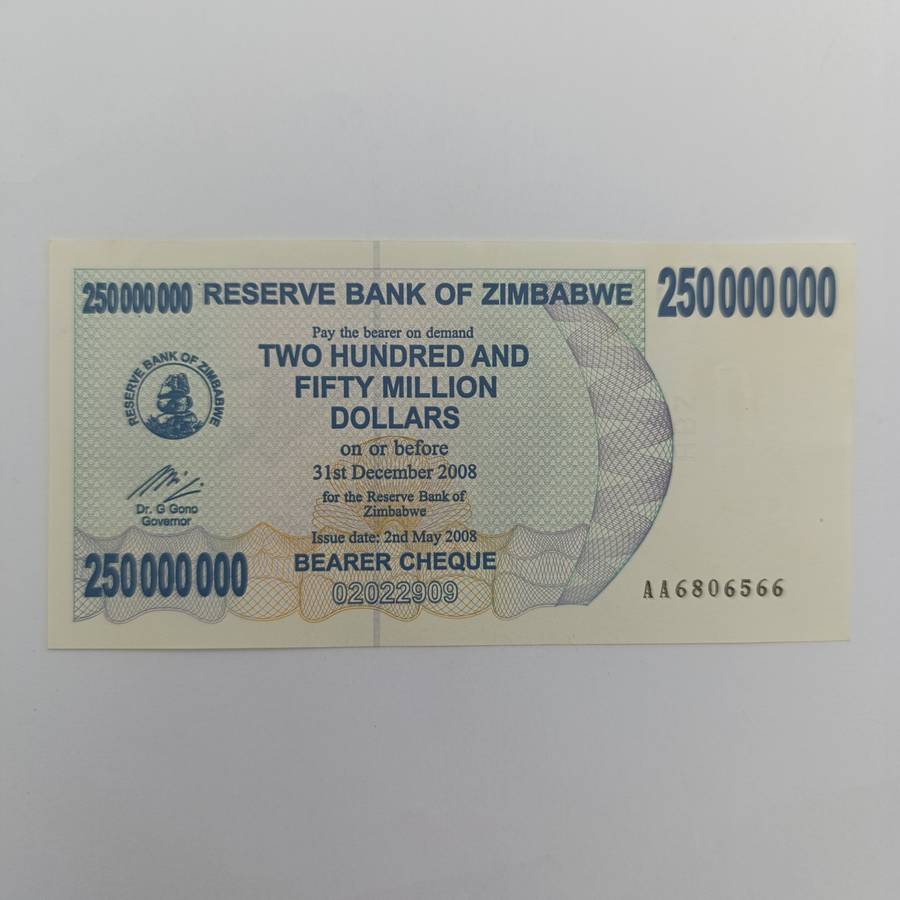 250 000 000 RESERVE BANK OF ZIMBABWE 250 000 000
Pay the bearer on demand
TWO HUNDRED AND
FIFTY MILLION
DOLLARS
on or before
31st December 2008
for the Reserve Bank of
Zimbabwe
Issue date: 2nd May 2008
BEARER CHEQUE
02022909
RESERVE BANK OF ZIMBABWE
Dr. G Gono
Governor
250 000 000
AA6806566